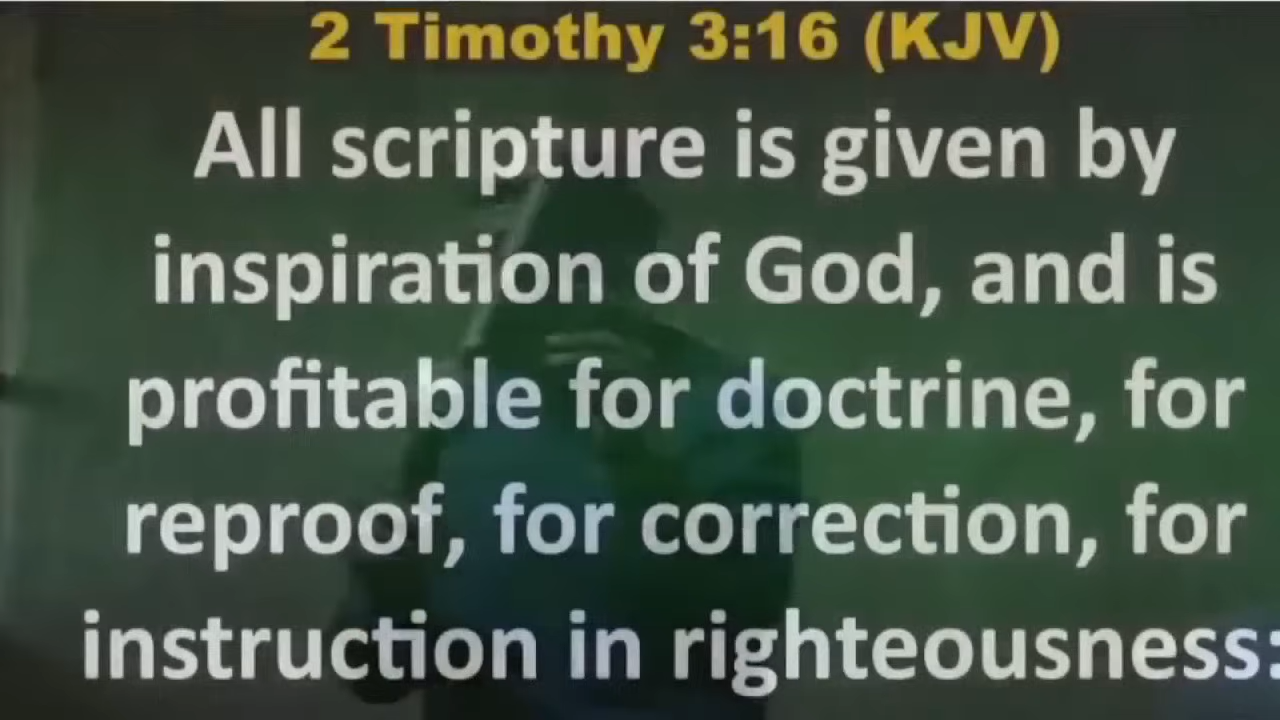 2 Timothy 3:16 (KJV)
All scripture is given by
inspiration of God, and is
profitable for doctrine, for
reproof, for correction, for
instruction in righteousness: